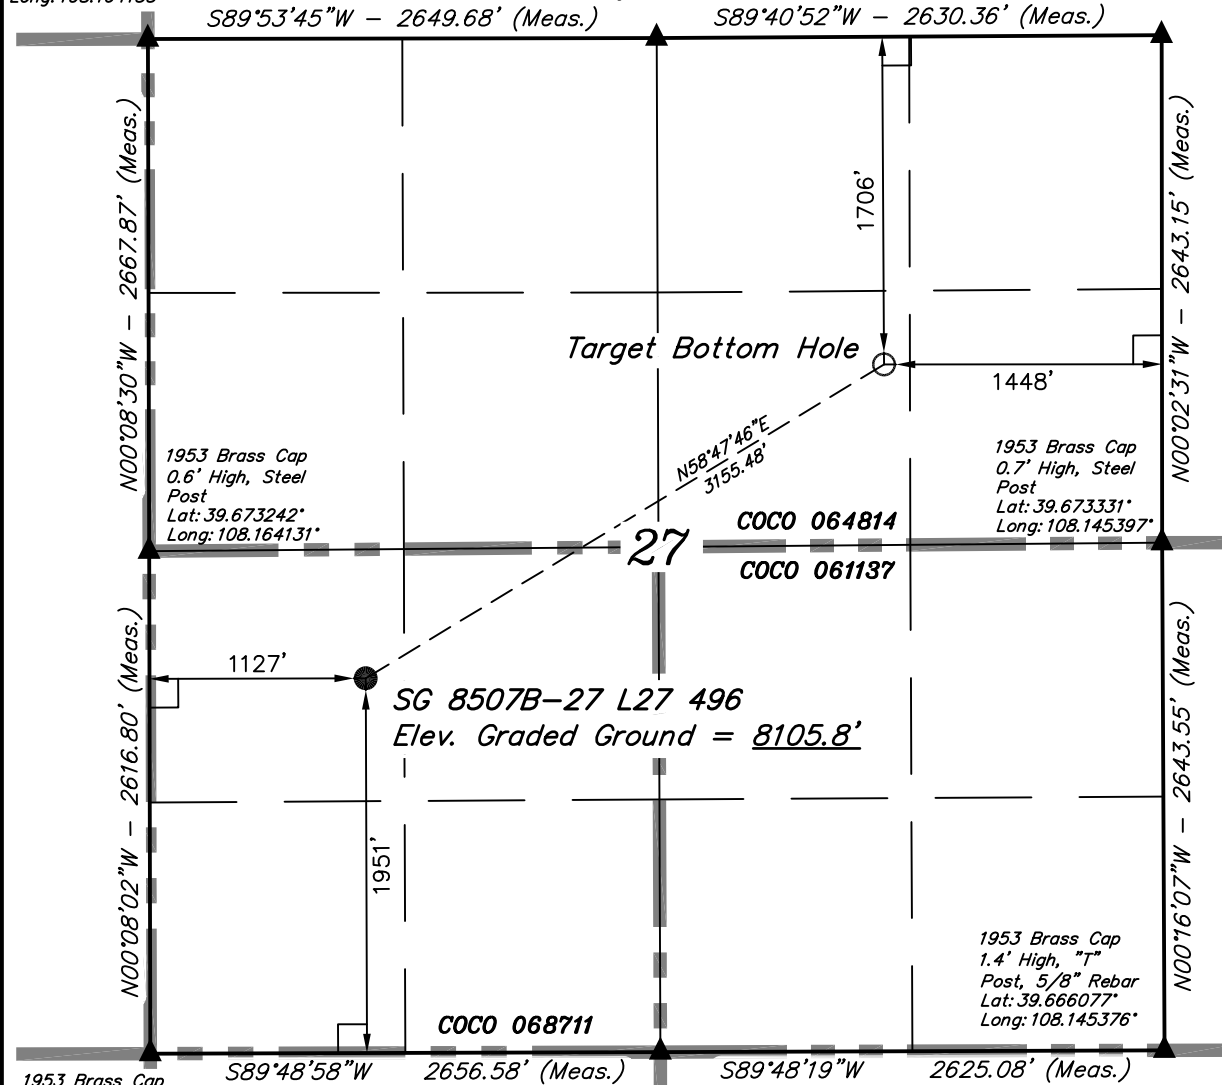 S89°53'45"W - 2649.68' (Meas.)
S89°40'52"W - 2630.36' (Meas.)
N00°08'30"W - 2667.87' (Meas.)
1706'
N00°02'31"W - 2643.15' (Meas.)
Target Bottom Hole
1448'
N58°47'46"E
3155.48'
1953 Brass Cap
0.6' High, Steel
Post
Lat: 39.673242°
Long: 108.164131°
1953 Brass Cap
0.7' High, Steel
Post
Lat: 39.673331°
Long: 108.145397°
COCO 064814
27
COCO 061137
1127'
SG 8507B-27 L27 496
Elev. Graded Ground = 8105.8'
N00°08'02"W - 2616.80' (Meas.)
1951'
N00°16'07"W - 2643.55' (Meas.)
1953 Brass Cap
1.4' High, "T"
Post, 5/8" Rebar
Lat: 39.666077°
Long: 108.145376°
COCO 068711
S89°48'58"W 2656.58' (Meas.)
S89°48'19"W 2625.08' (Meas.)
1953 Brass Cap